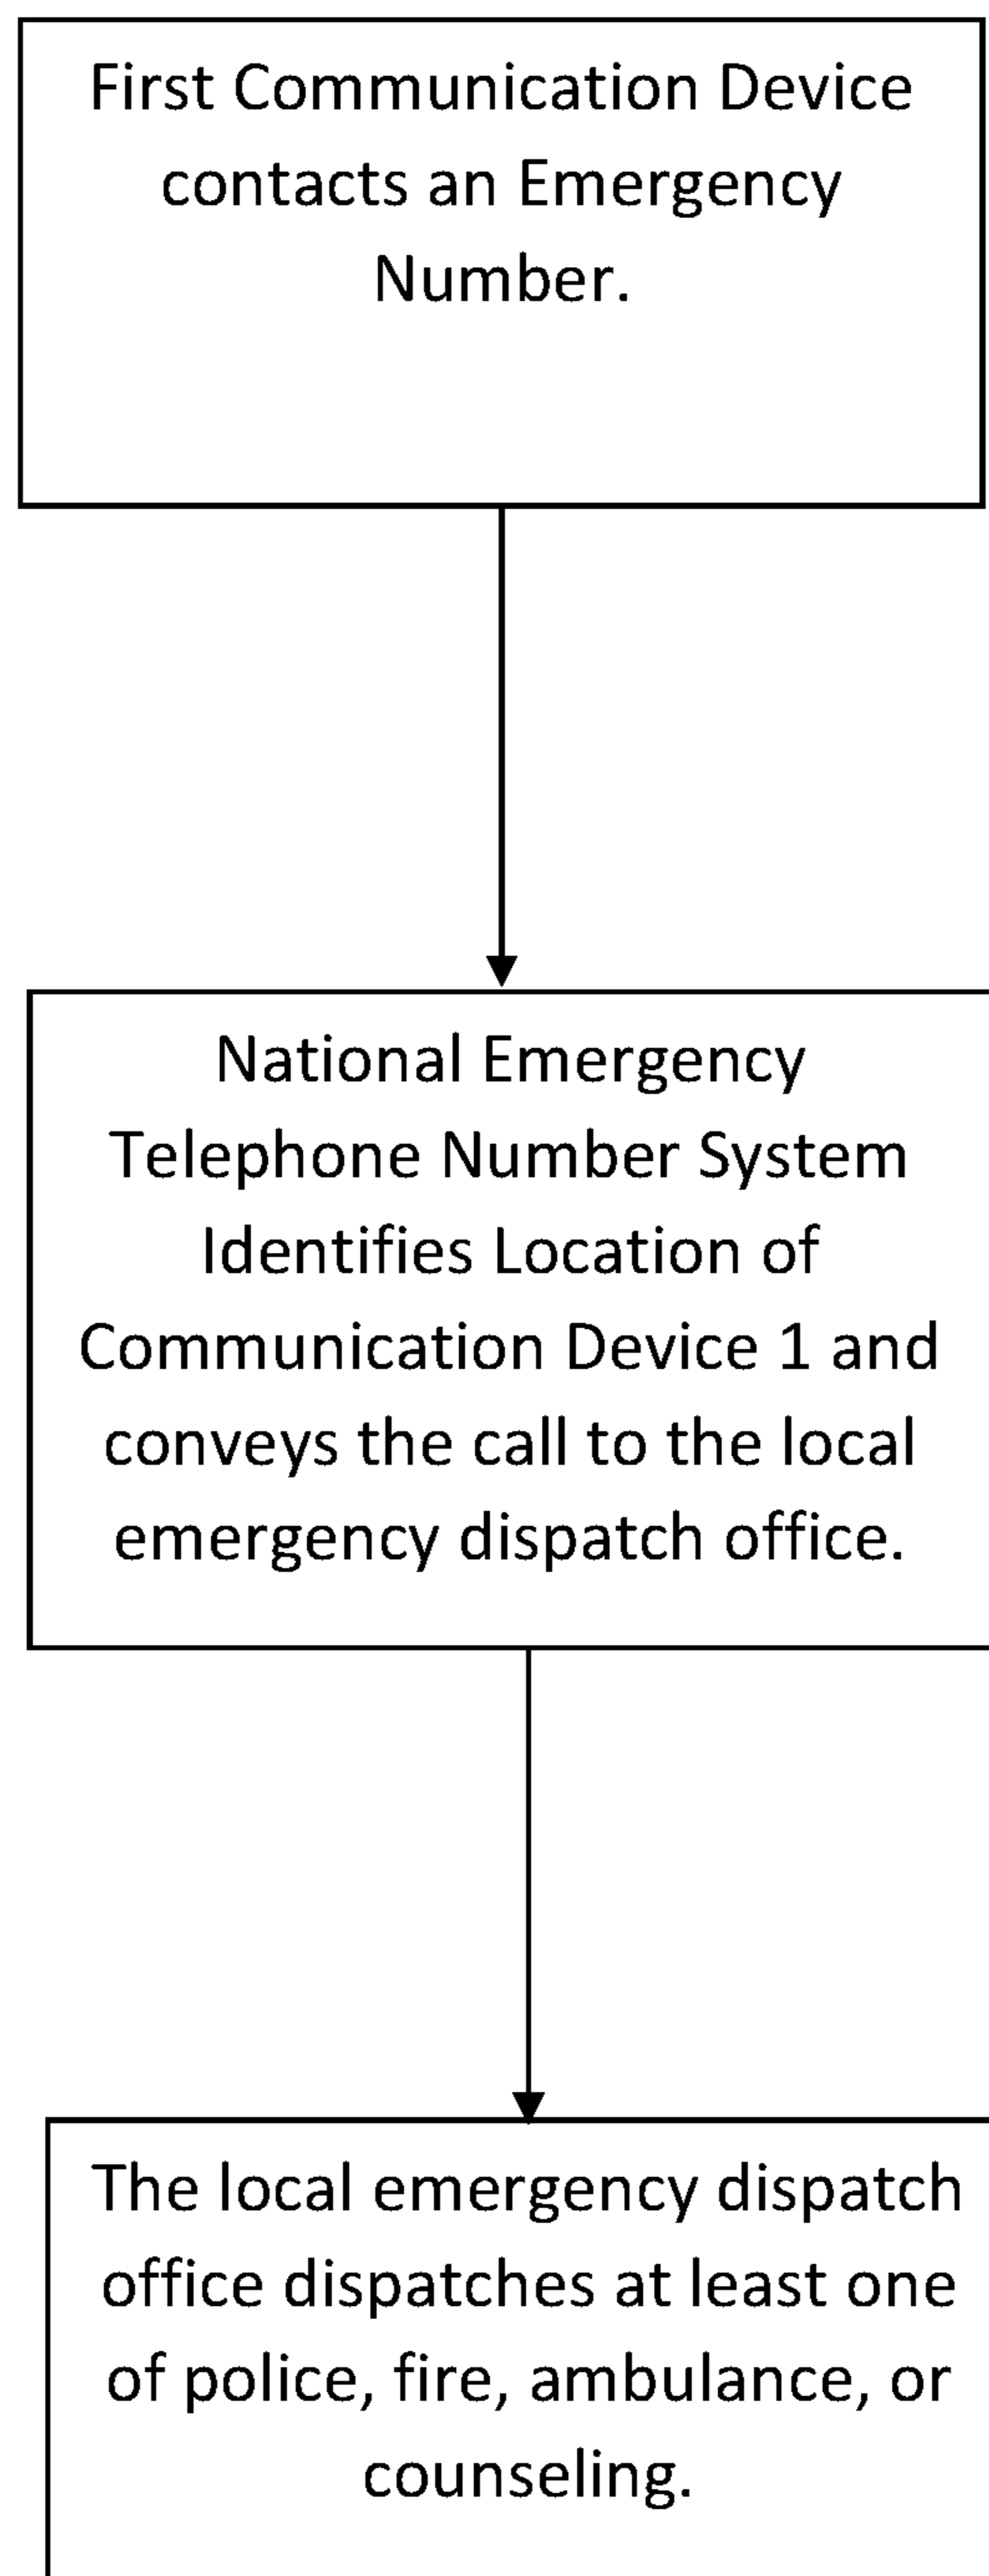 First Communication Device
contacts an Emergency
Number.
National Emergency
Telephone Number System
Identifies Location of
Communication Device 1 and
conveys the call to the local
emergency dispatch office.
The local emergency dispatch
office dispatches at least one
of police, fire, ambulance, or
counseling.